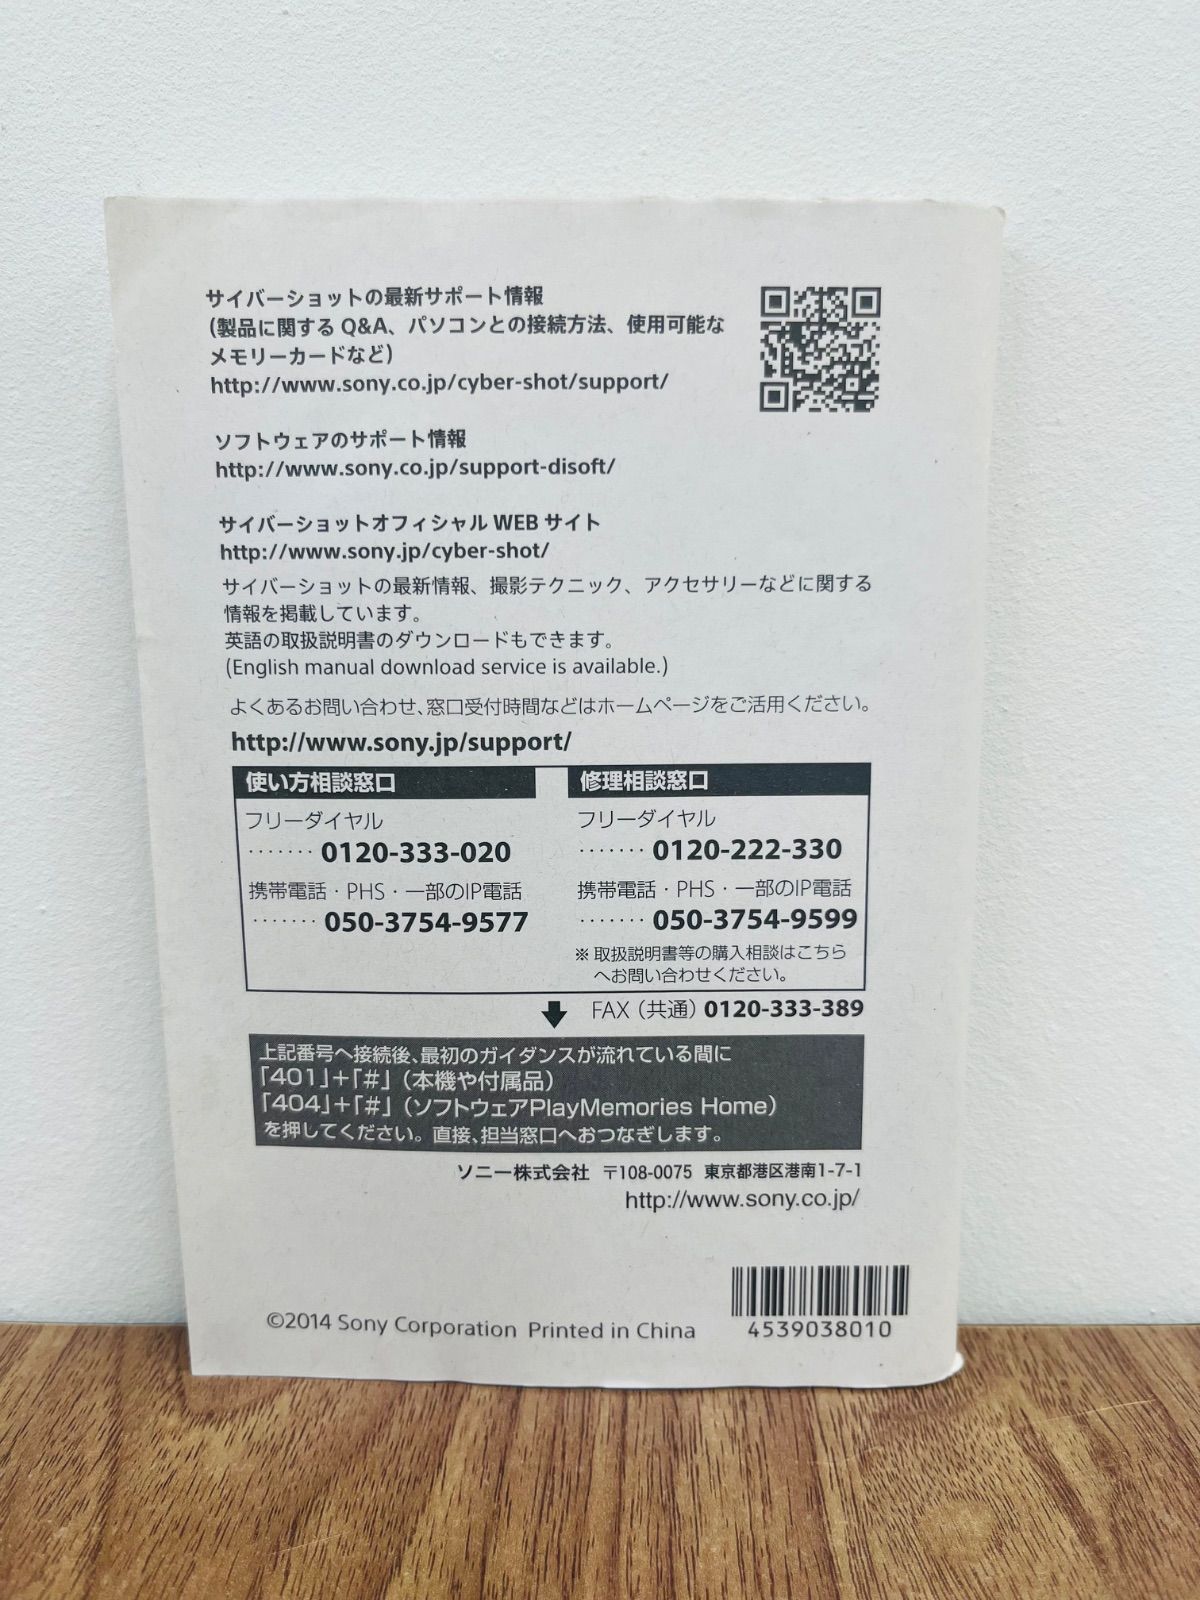 サイバーショットの最新サポート情報
(製品に関する Q&A、パソコンとの接続方法、使用可能な
メモリーカードなど)
http://www.sony.co.jp/cyber-shot/support/
ソフトウェアのサポート情報
http://www.sony.co.jp/support-disoft/
サイバーショットオフィシャル WEB サイト
http://www.sony.jp/cyber-shot/
サイバーショットの最新情報、撮影テクニック、アクセサリーなどに関する
情報を掲載しています。
英語の取扱説明書のダウンロードもできます。
(English manual download service is available.)
よくあるお問い合わせ、窓口受付時間などはホームページをご活用ください。
http://www.sony.jp/support/
使い方相談窓口
フリーダイヤル
······· 0120-333-020
携帯電話・PHS・一部のIP電話
······· 050-3754-9577
修理相談窓口
フリーダイヤル
······· 0120-222-330
携帯電話・PHS・一部のIP電話
······· 050-3754-9599
※ 取扱説明書等の購入相談はこちら
へお問い合わせください。
FAX（共通）0120-333-389
上記番号へ接続後、最初のガイダンスが流れている間に
「401」+「#」（本機や付属品）
「404」+「#」（ソフトウェアPlayMemories Home）
を押してください。直接、担当窓口へおつなぎします。
ソニー株式会社 〒108-0075 東京都港区港南1-7-1
http://www.sony.co.jp/
©2014 Sony Corporation Printed in China
4539038010